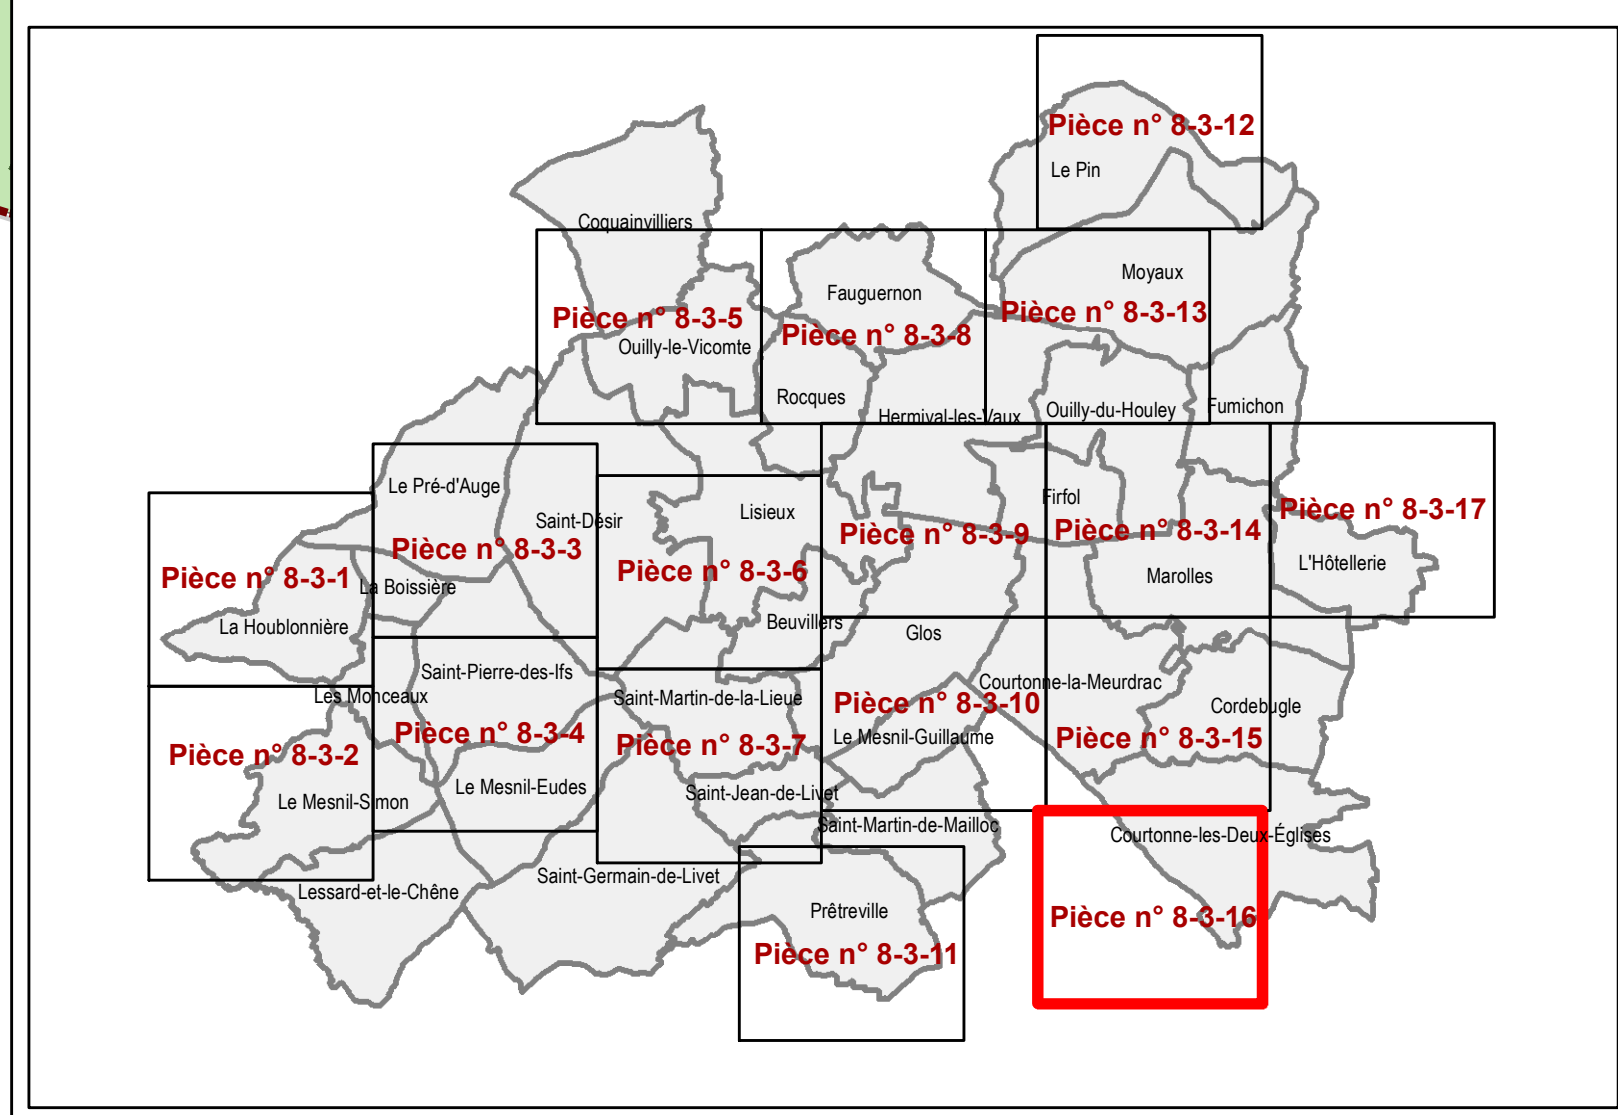 Pièce n° 8-3-12
Le Pin
Coquainvilliers
Moyaux
Fauguernon
Pièce n° 8-3-5
Pièce n° 8-3-8
Pièce n° 8-3-13
Ouilly-le-Vicomte
Rocques
Hermival-les-Vaux
Ouilly-du-Houley
Fumichon
Le Pré-d'Auge
Saint-Désir
Lisieux
Firfol
Pièce n° 8-3-17
Pièce n° 8-3-3
Pièce n° 8-3-9
Pièce n° 8-3-14
L'Hôtellerie
Pièce n° 8-3-1
La Boissière
Pièce n° 8-3-6
Marolles
La Houblonnière
Beuvillers
Glos
Saint-Pierre-des-Ifs
Les Monceaux
Saint-Martin-de-la-Lieue
Courtonne-la-Meurdrac
Pièce n° 8-3-10
Cordebugle
Pièce n° 8-3-4
Pièce n° 8-3-7
Le Mesnil-Guillaume
Pièce n° 8-3-15
Pièce n° 8-3-2
Le Mesnil-Simon
Le Mesnil-Eudes
Saint-Jean-de-Livet
Saint-Martin-de-Mailloc
Courtonne-les-Deux-Églises
Lessard-et-le-Chêne
Saint-Germain-de-Livet
Prêtreville
Pièce n° 8-3-16
Pièce n° 8-3-11